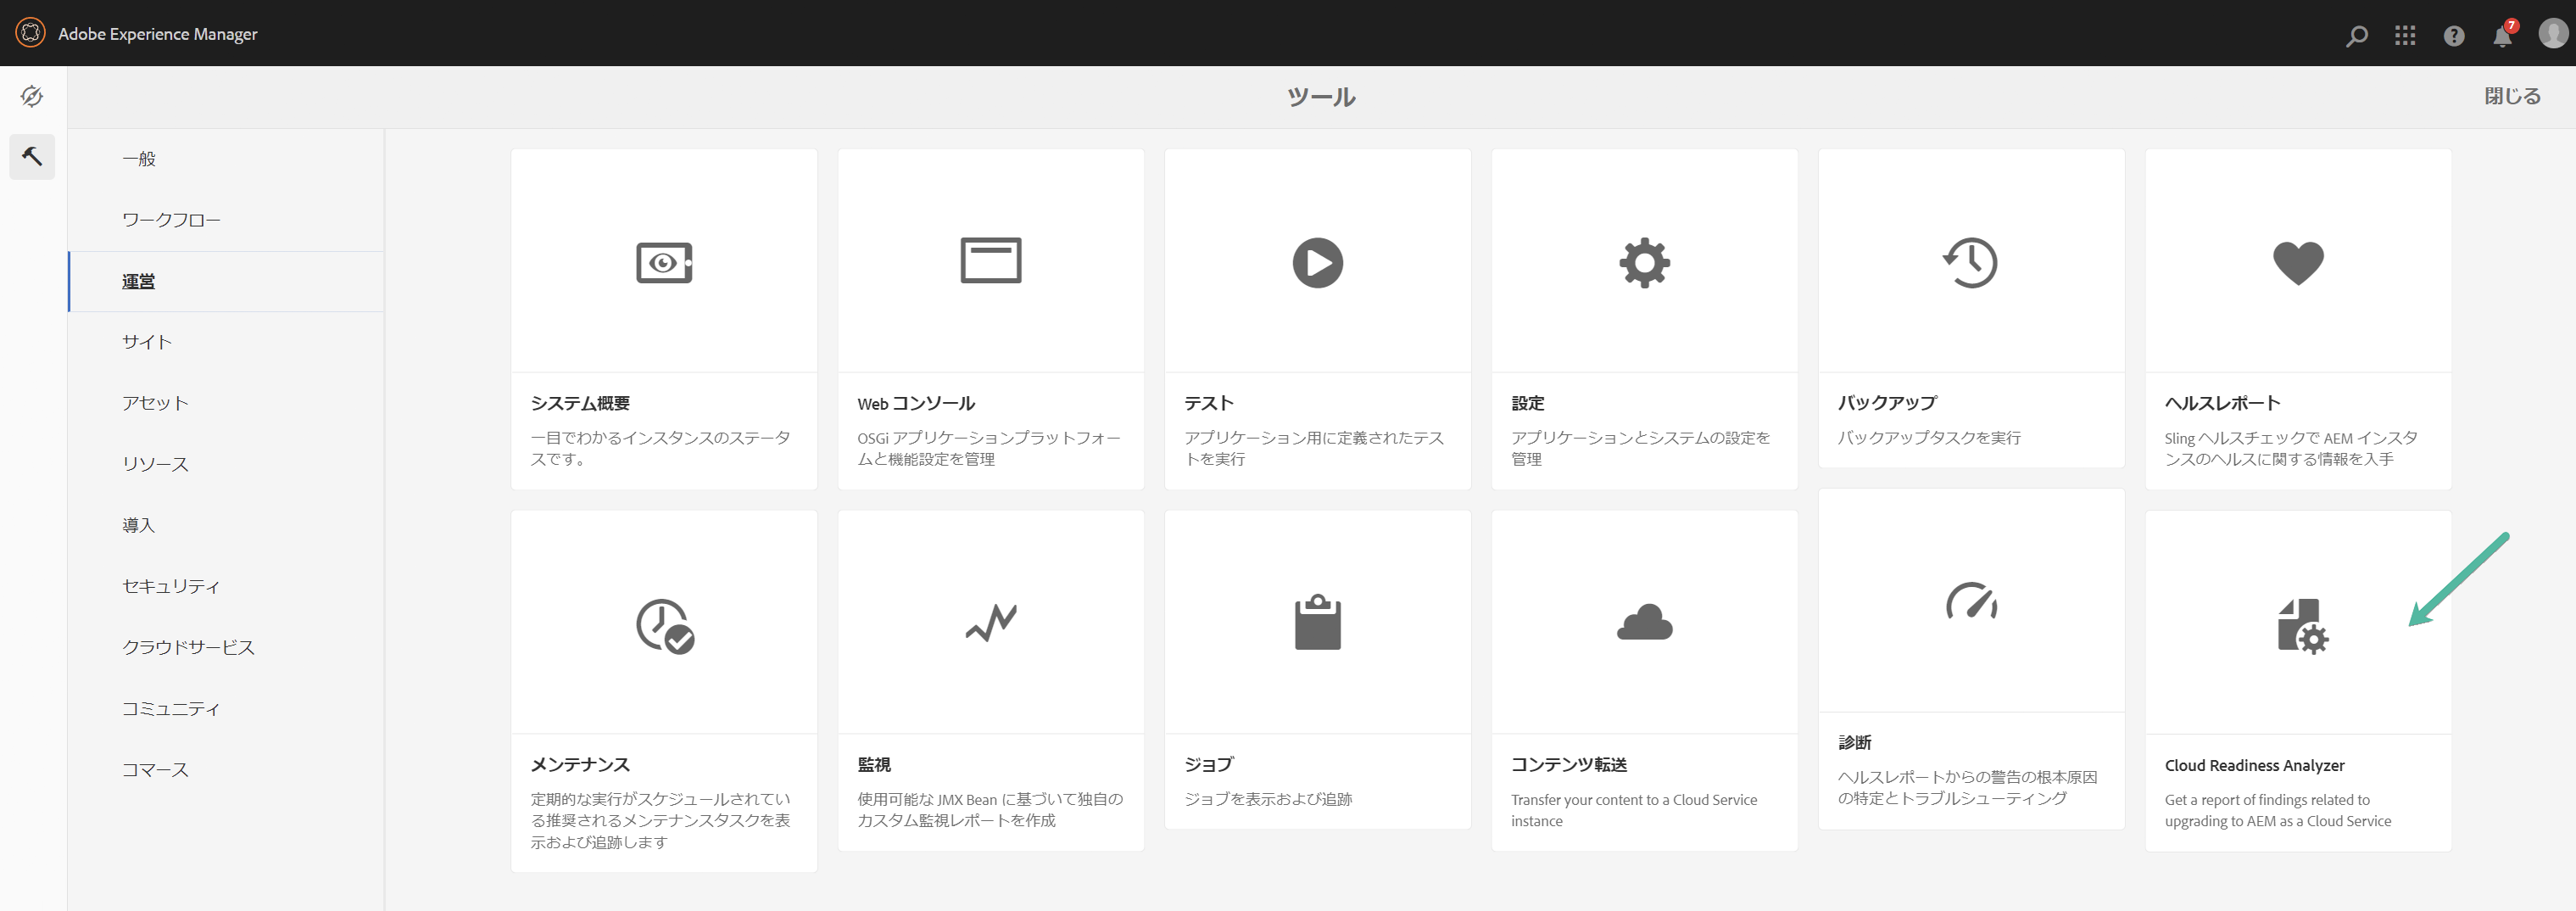 Adobe Experience Manager
7
ツール
閉じる
一般
ワークフロー
運営
サイト
アセット
リソース
導入
セキュリティ
クラウドサービス
コミュニティ
コマース
システム概要
一目でわかるインスタンスのステータ
スです。
Web コンソール
OSGi アプリケーションプラットフォー
ムと機能設定を管理
テスト
アプリケーション用に定義されたテス
トを実行
設定
アプリケーションとシステムの設定を
管理
バックアップ
バックアップタスクを実行
ヘルスレポート
Sling ヘルスチェックで AEM インスタ
ンスのヘルスに関する情報を入手
メンテナンス
定期的な実行がスケジュールされてい
る推奨されるメンテナンスタスクを表
示および追跡します
監視
使用可能な JMX Bean に基づいて独自の
カスタム監視レポートを作成
ジョブ
ジョブを表示および追跡
コンテンツ転送
Transfer your content to a Cloud Service
instance
診断
ヘルスレポートからの警告の根本原因
の特定とトラブルシューティング
Cloud Readiness Analyzer
Get a report of findings related to
upgrading to AEM as a Cloud Service